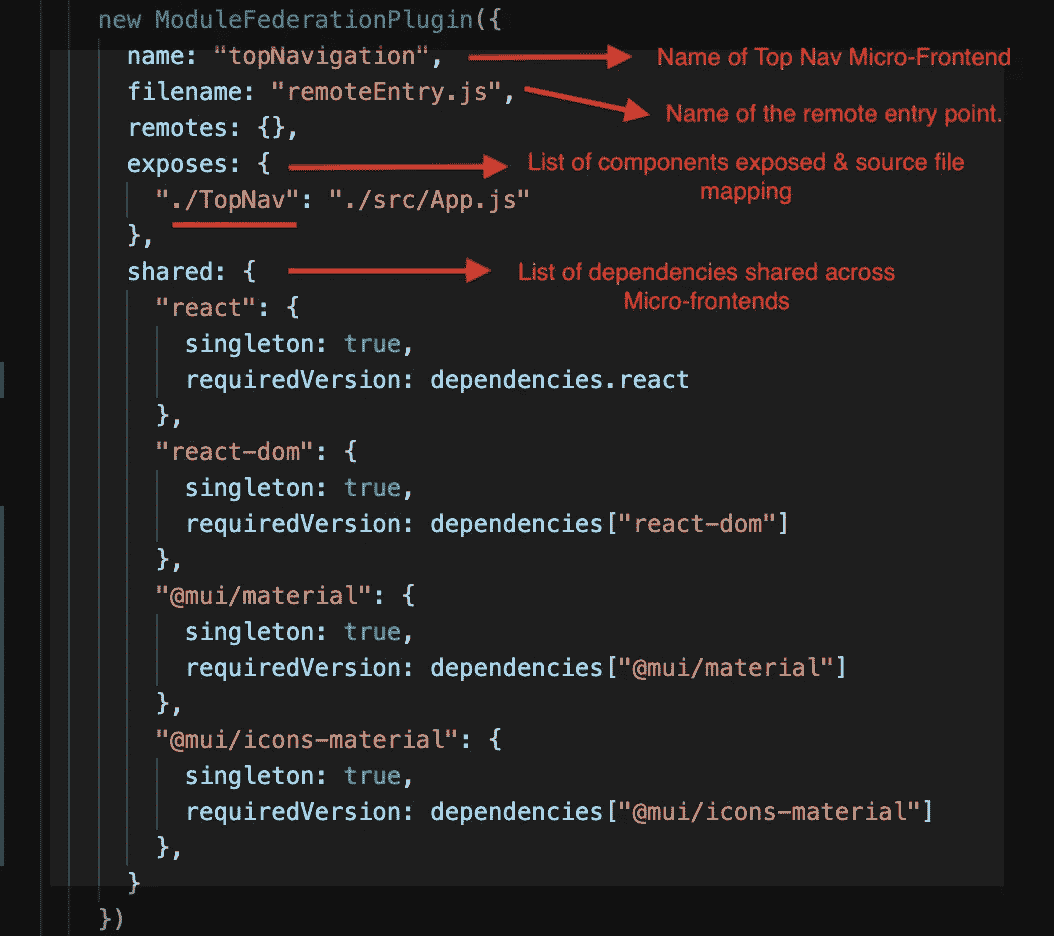 new ModuleFederationPlugin({
name: "topNavigation", Name of Top Nav Micro-Frontend
filename: "remoteEntry.js", Name of the remote entry point.
remotes: {},
exposes: { List of components exposed & source file
mapping
"./TopNav": "./src/App.js"
},
shared: { List of dependencies shared across
Micro-frontends
"react": {
singleton: true,
requiredVersion: dependencies.react
},
"react-dom": {
singleton: true,
requiredVersion: dependencies["react-dom"]
},
"@mui/material": {
singleton: true,
requiredVersion: dependencies["@mui/material"]
},
"@mui/icons-material": {
singleton: true,
requiredVersion: dependencies["@mui/icons-material"]
},
}
})